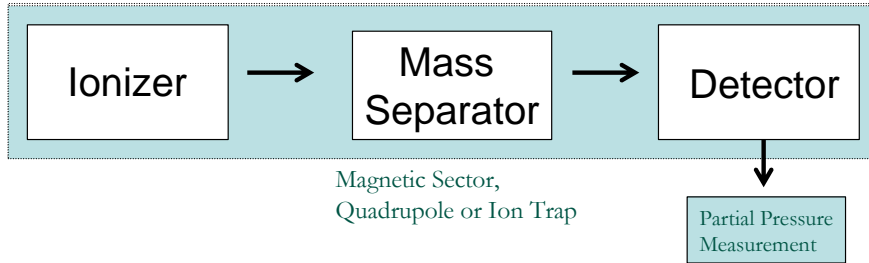 Ionizer
Mass
Separator
Detector
Magnetic Sector,
Quadrupole or Ion Trap
Partial Pressure
Measurement